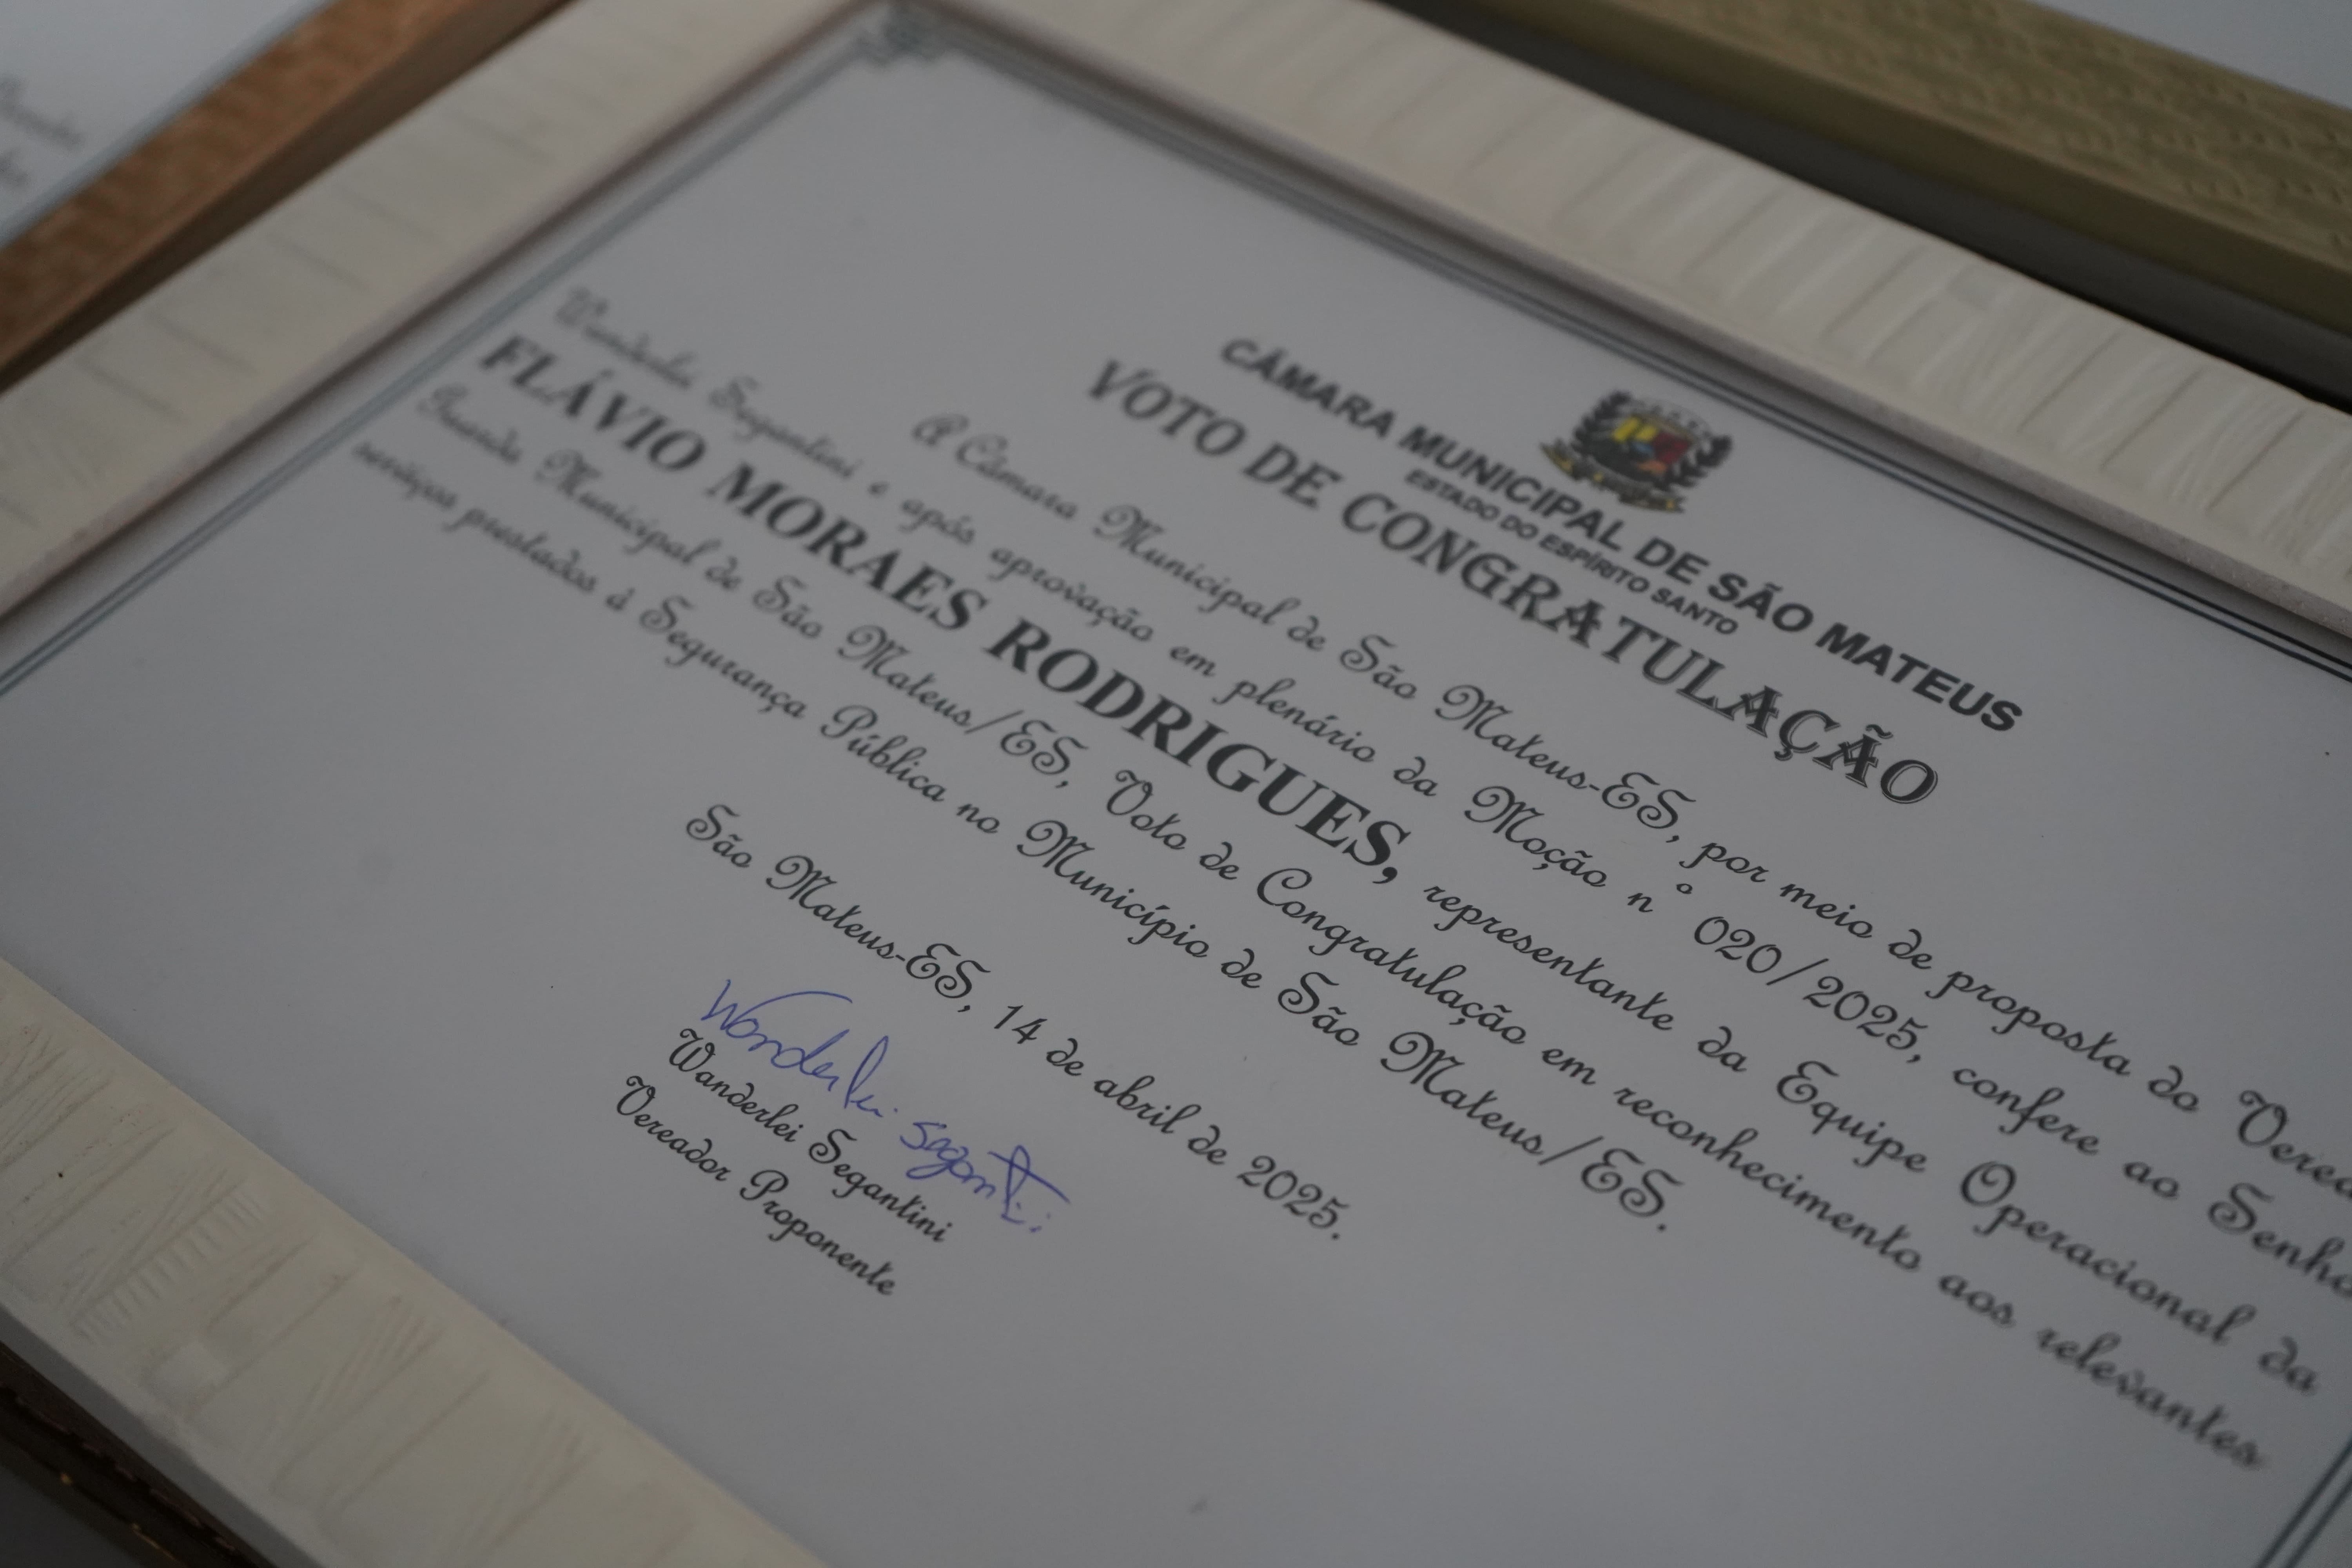 CÂMARA MUNICIPAL DE SÃO MATEUS
ESTADO DO ESPÍRITO SANTO
VOTO DE CONGRATULAÇÃO
A Câmara Municipal de São Mateus-ES, por meio de proposta do
Wanderlei Segantini e após aprovação em plenário da Moção n° 020/2025, confere ao Senho
FLÁVIO MORAES RODRIGUES, representante da Equipe Operacional da
Guarda Municipal de São Mateus/ES, Voto de Congratulação em reconhecimento aos relevantes
serviços prestados à Segurança Pública no Município de São Mateus/ES.
São Mateus-ES, 14 de abril de 2025.
Wanderlei Segantini
Wanderlei Segantini
Vereador Proponente